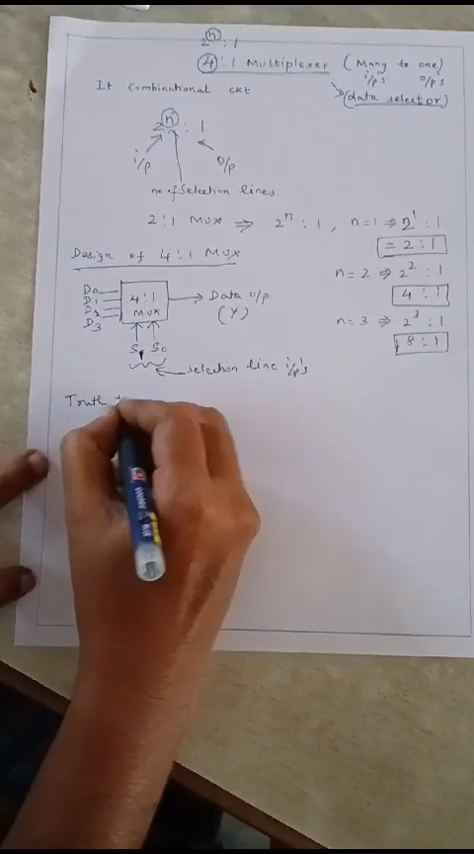 2ⁿ : 1
4:1 Multiplexer (Many to one)
i/p's o/p's
It Combinational ckt
(data selector)
2ⁿ : 1
i/p o/p
no of selection lines
2:1 MUX ⇒ 2ⁿ : 1, n=1 ⇒ 2¹ : 1
= 2 : 1
Design of 4:1 MUX
n = 2 ⇒ 2² : 1
4 : 1
D0
D1
D2
D3
4:1
MUX
Data o/p
(Y)
n = 3 ⇒ 2³ : 1
8 : 1
S1 S0
selection line i/p's
Truth t